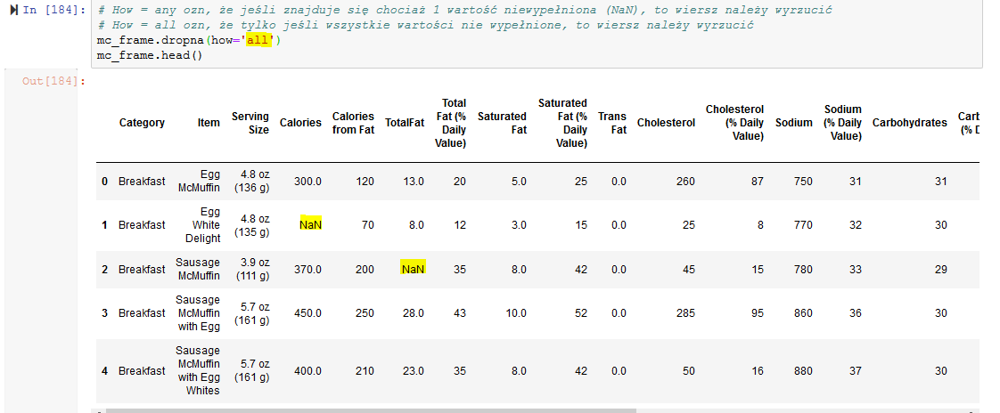 In [184]:
# How = any ozn, że jeśli znajduje się chociaż 1 wartość niewypełniona (NaN), to wiersz należy wyrzucić
# How = all ozn, że tylko jeśli wszystkie wartości nie wypełnione, to wiersz należy wyrzucić
mc_frame.dropna(how='all')
mc_frame.head()
Out[184]:
Category Item Serving Size Calories Calories from Fat TotalFat Total Fat (% Daily Value) Saturated Fat Saturated Fat (% Daily Value) Trans Fat Cholesterol Cholesterol (% Daily Value) Sodium Sodium (% Daily Value) Carbohydrates Cark (% D
0 Breakfast Egg McMuffin 4.8 oz (136 g) 300.0 120 13.0 20 5.0 25 0.0 260 87 750 31 31
1 Breakfast Egg White Delight 4.8 oz (135 g) NaN 70 8.0 12 3.0 15 0.0 25 8 770 32 30
2 Breakfast Sausage McMuffin 3.9 oz (111 g) 370.0 200 NaN 35 8.0 42 0.0 45 15 780 33 29
3 Breakfast Sausage McMuffin with Egg 5.7 oz (161 g) 450.0 250 28.0 43 10.0 52 0.0 285 95 860 36 30
4 Breakfast Sausage McMuffin with Egg Whites 5.7 oz (161 g) 400.0 210 23.0 35 8.0 42 0.0 50 16 880 37 30